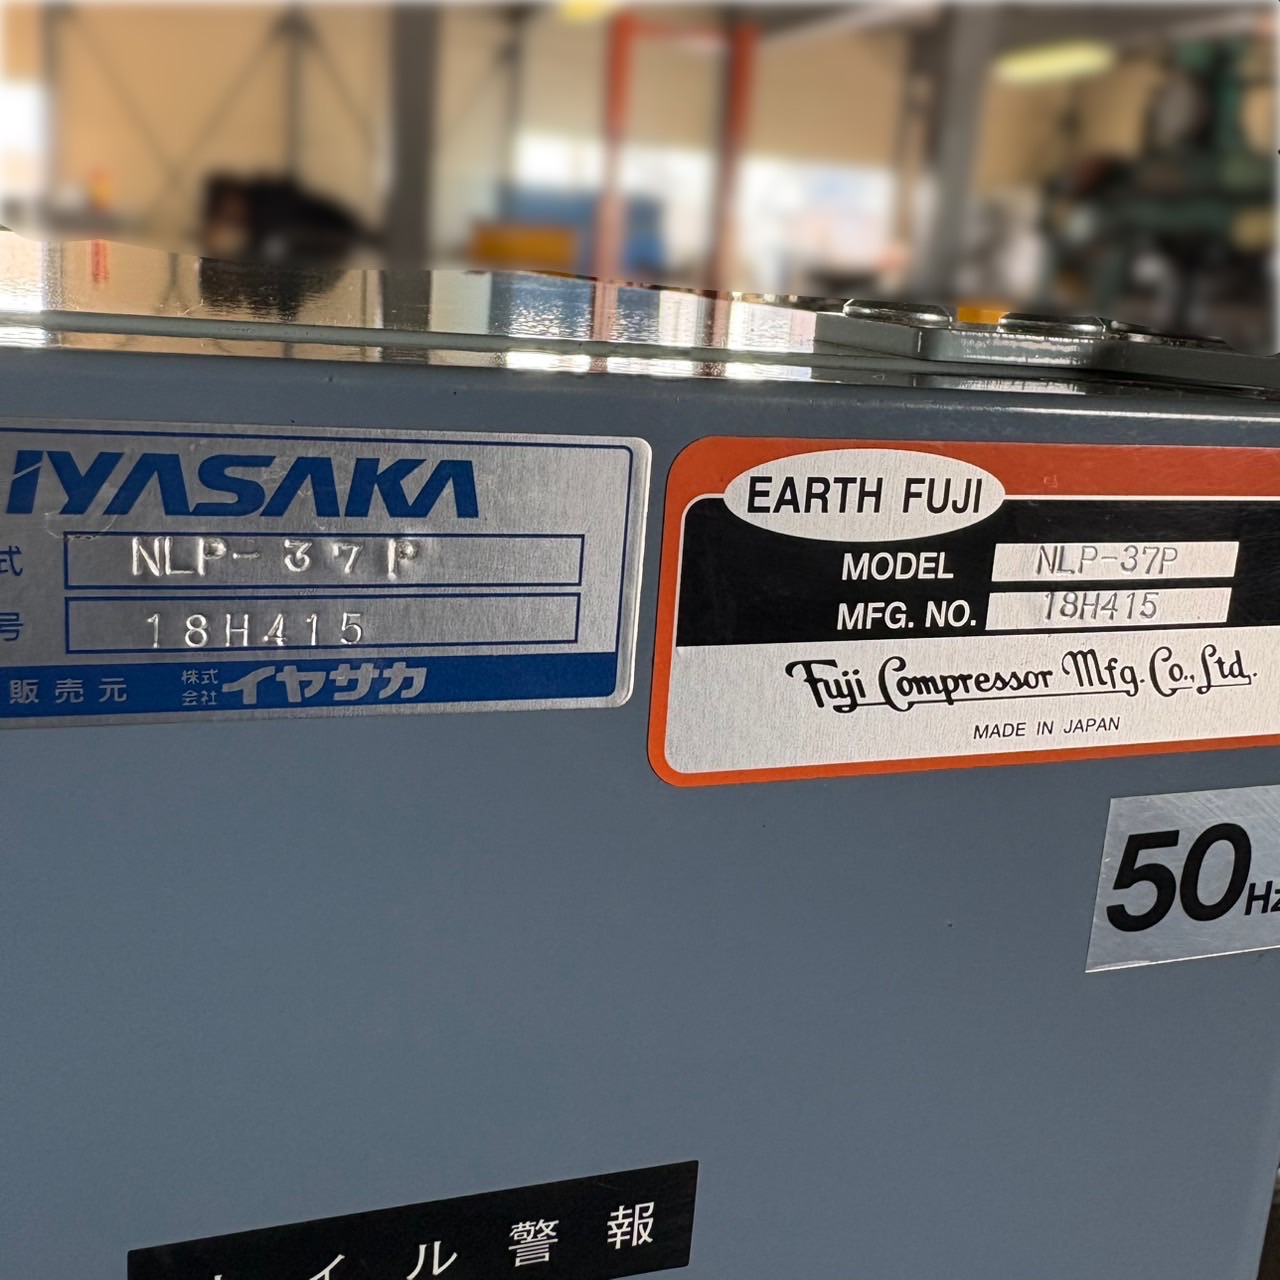 IYASAKA
式 NLP-37P
号 18H415
販売元 株式会社イヤサカ
EARTH FUJI
MODEL NLP-37P
MFG. NO. 18H415
Fuji Compressor Mfg. Co., Ltd.
MADE IN JAPAN
50Hz
イル警報